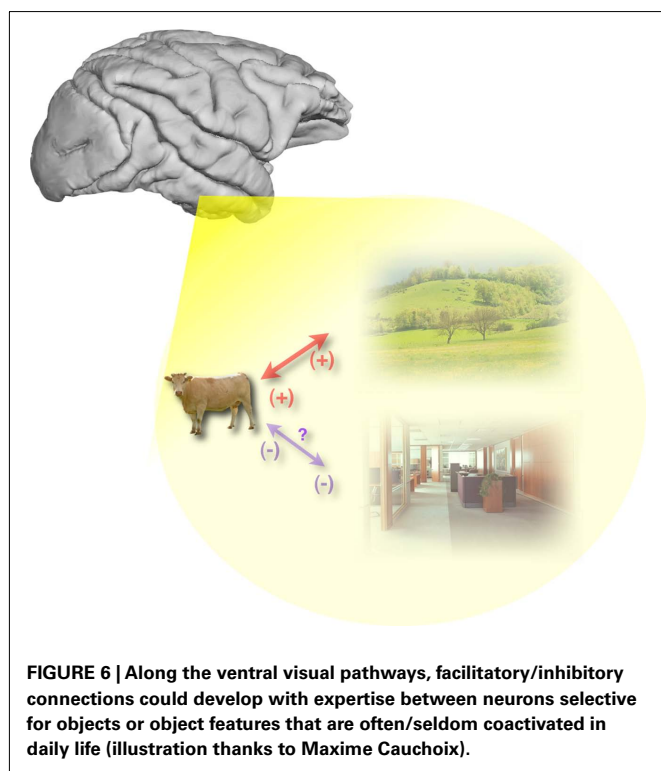 (+)
(+)
?
(-)
(-)
FIGURE 6 | Along the ventral visual pathways, facilitatory/inhibitory
connections could develop with expertise between neurons selective
for objects or object features that are often/seldom coactivated in
daily life (illustration thanks to Maxime Cauchoix).